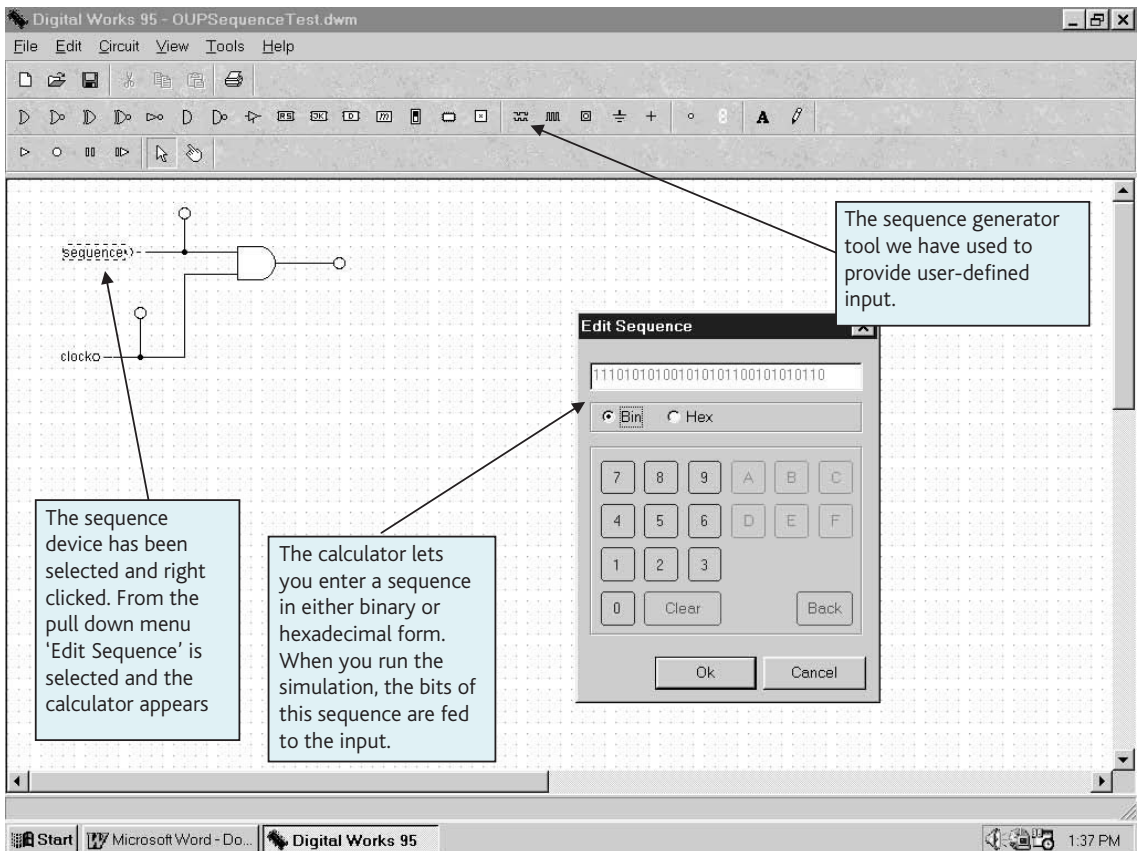 Digital Works 95 - OUPSequenceTest.dwm
File Edit Circuit View Tools Help
RS JK D m
A
The sequence generator
tool we have used to
provide user-defined
input.
sequence
clock
Edit Sequence
11101010100101010110010101010110
Bin Hex
7 8 9 A B C
4 5 6 D E F
1 2 3
0 Clear Back
Ok Cancel
The sequence
device has been
selected and right
clicked. From the
pull down menu
‘Edit Sequence’ is
selected and the
calculator appears
The calculator lets
you enter a sequence
in either binary or
hexadecimal form.
When you run the
simulation, the bits of
this sequence are fed
to the input.
Start Microsoft Word - Do... Digital Works 95 1:37 PM